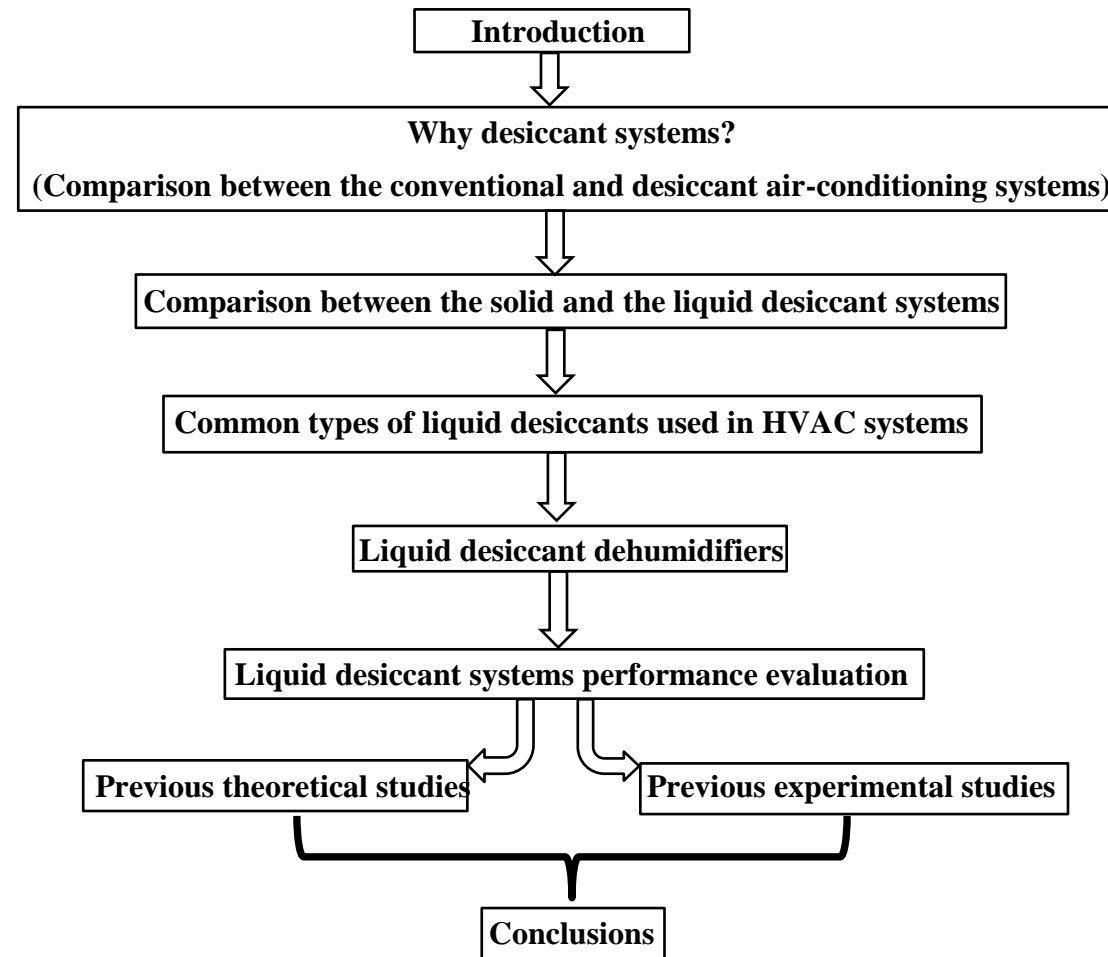 Introduction
Why desiccant systems?
(Comparison between the conventional and desiccant air-conditioning systems)
Comparison between the solid and the liquid desiccant systems
Common types of liquid desiccants used in HVAC systems
Liquid desiccant dehumidifiers
Liquid desiccant systems performance evaluation
Previous theoretical studies
Previous experimental studies
Conclusions